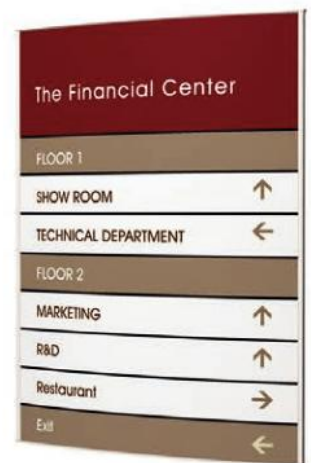 The Financial Center
FLOOR 1
SHOW ROOM ↑
TECHNICAL DEPARTMENT ←
FLOOR 2
MARKETING ↑
R&D ↑
Restaurant →
Exit ←